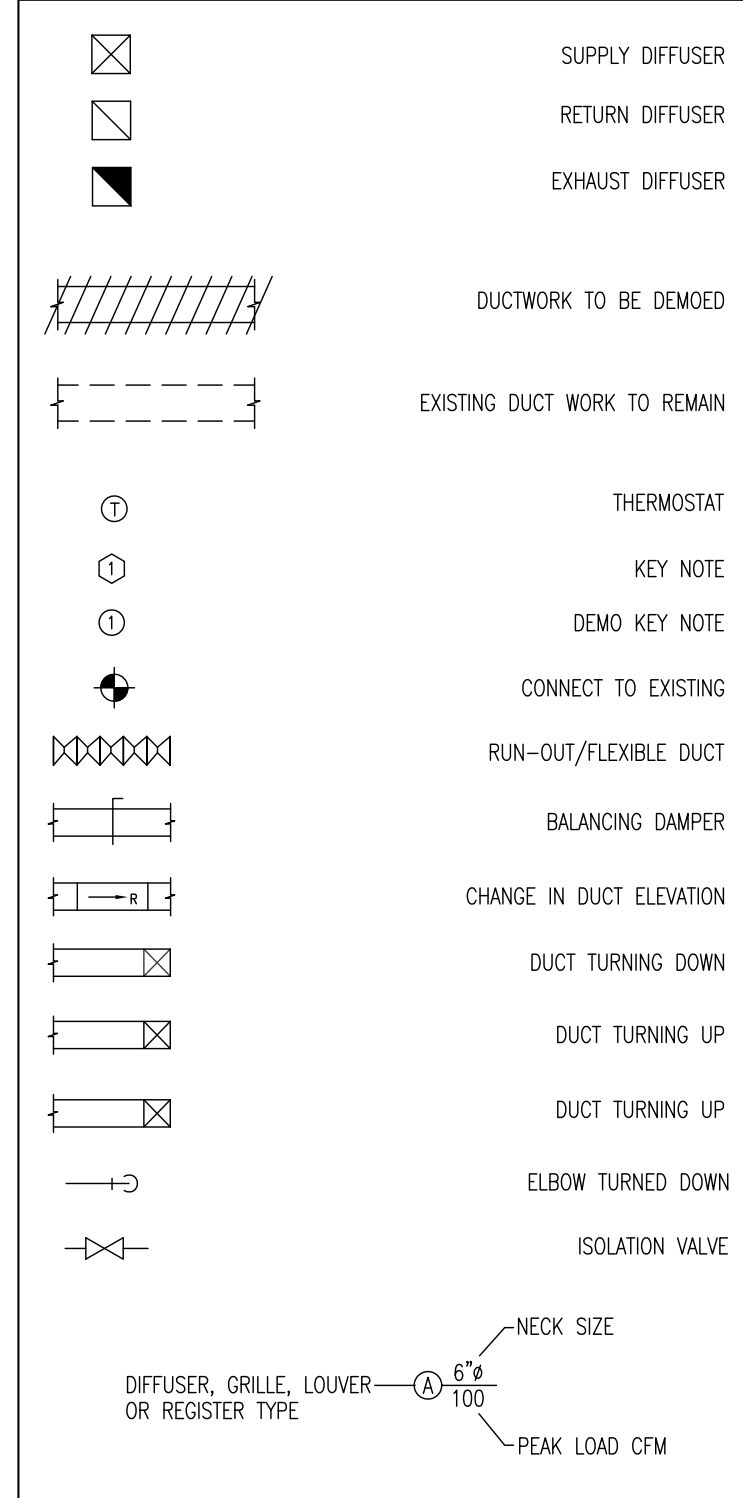 SUPPLY DIFFUSER
RETURN DIFFUSER
EXHAUST DIFFUSER
DUCTWORK TO BE DEMOED
EXISTING DUCT WORK TO REMAIN
T THERMOSTAT
1 KEY NOTE
1 DEMO KEY NOTE
CONNECT TO EXISTING
RUN-OUT/FLEXIBLE DUCT
BALANCING DAMPER
R CHANGE IN DUCT ELEVATION
DUCT TURNING DOWN
DUCT TURNING UP
DUCT TURNING UP
ELBOW TURNED DOWN
ISOLATION VALVE
NECK SIZE
DIFFUSER, GRILLE, LOUVER A 6"ø
OR REGISTER TYPE 100
PEAK LOAD CFM